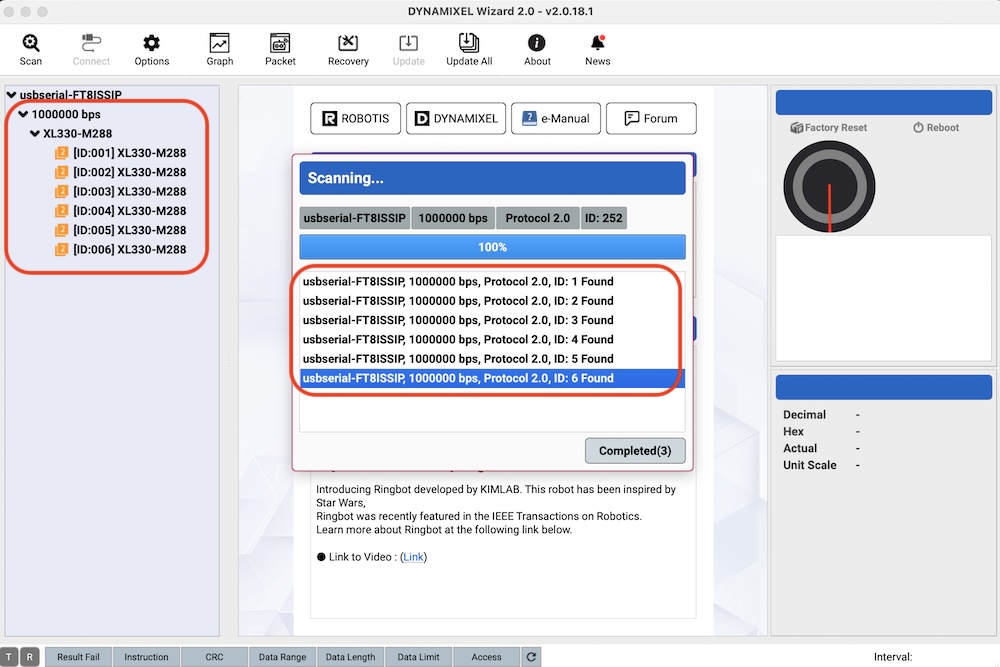 DYNAMIXEL Wizard 2.0 - v2.0.18.1
Scan Connect Options Graph Packet Recovery Update Update All About News
usbserial-FT8ISSIP
1000000 bps
XL330-M288
2 [ID:001] XL330-M288
2 [ID:002] XL330-M288
2 [ID:003] XL330-M288
2 [ID:004] XL330-M288
2 [ID:005] XL330-M288
2 [ID:006] XL330-M288
R ROBOTIS D DYNAMIXEL ? e-Manual Forum
Scanning...
usbserial-FT8ISSIP 1000000 bps Protocol 2.0 ID: 252
100%
usbserial-FT8ISSIP, 1000000 bps, Protocol 2.0, ID: 1 Found
usbserial-FT8ISSIP, 1000000 bps, Protocol 2.0, ID: 2 Found
usbserial-FT8ISSIP, 1000000 bps, Protocol 2.0, ID: 3 Found
usbserial-FT8ISSIP, 1000000 bps, Protocol 2.0, ID: 4 Found
usbserial-FT8ISSIP, 1000000 bps, Protocol 2.0, ID: 5 Found
usbserial-FT8ISSIP, 1000000 bps, Protocol 2.0, ID: 6 Found
Completed(3)
Introducing Ringbot developed by KIMLAB. This robot has been inspired by
Star Wars,
Ringbot was recently featured in the IEEE Transactions on Robotics.
Learn more about Ringbot at the following link below.
● Link to Video : (Link)
Factory Reset Reboot
Decimal -
Hex -
Actual -
Unit Scale -
T R Result Fail Instruction CRC Data Range Data Length Data Limit Access Interval: